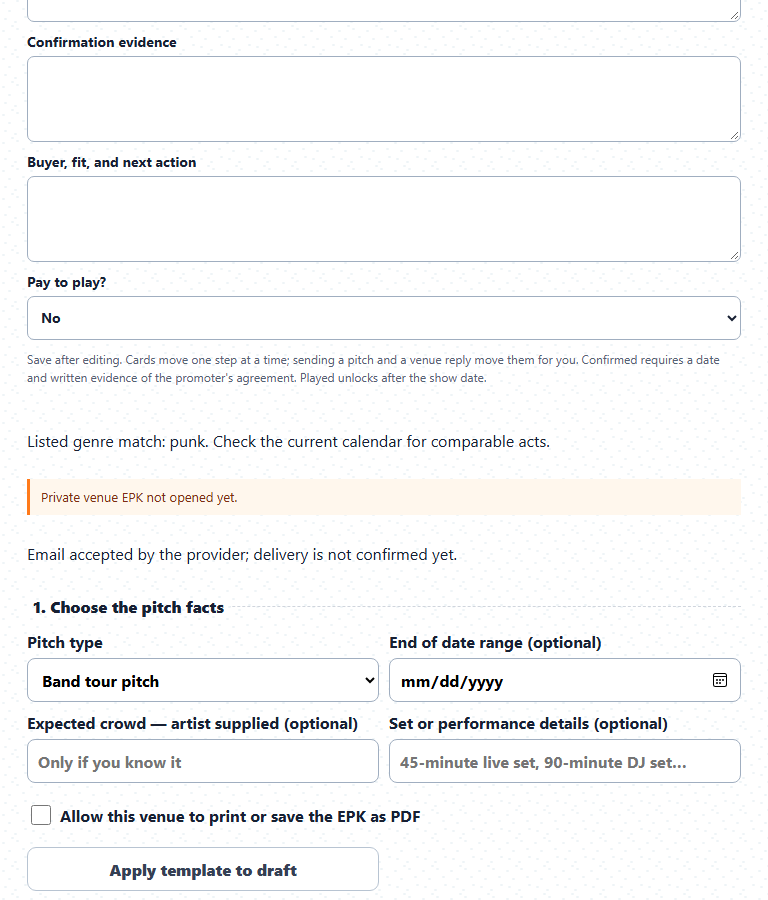 Confirmation evidence
Buyer, fit, and next action
Pay to play?
No
Save after editing. Cards move one step at a time; sending a pitch and a venue reply move them for you. Confirmed requires a date
and written evidence of the promoter's agreement. Played unlocks after the show date.
Listed genre match: punk. Check the current calendar for comparable acts.
Private venue EPK not opened yet.
Email accepted by the provider; delivery is not confirmed yet.
1. Choose the pitch facts
Pitch type
End of date range (optional)
Band tour pitch
mm/dd/yyyy
Expected crowd — artist supplied (optional)
Set or performance details (optional)
Only if you know it
45-minute live set, 90-minute DJ set...
Allow this venue to print or save the EPK as PDF
Apply template to draft